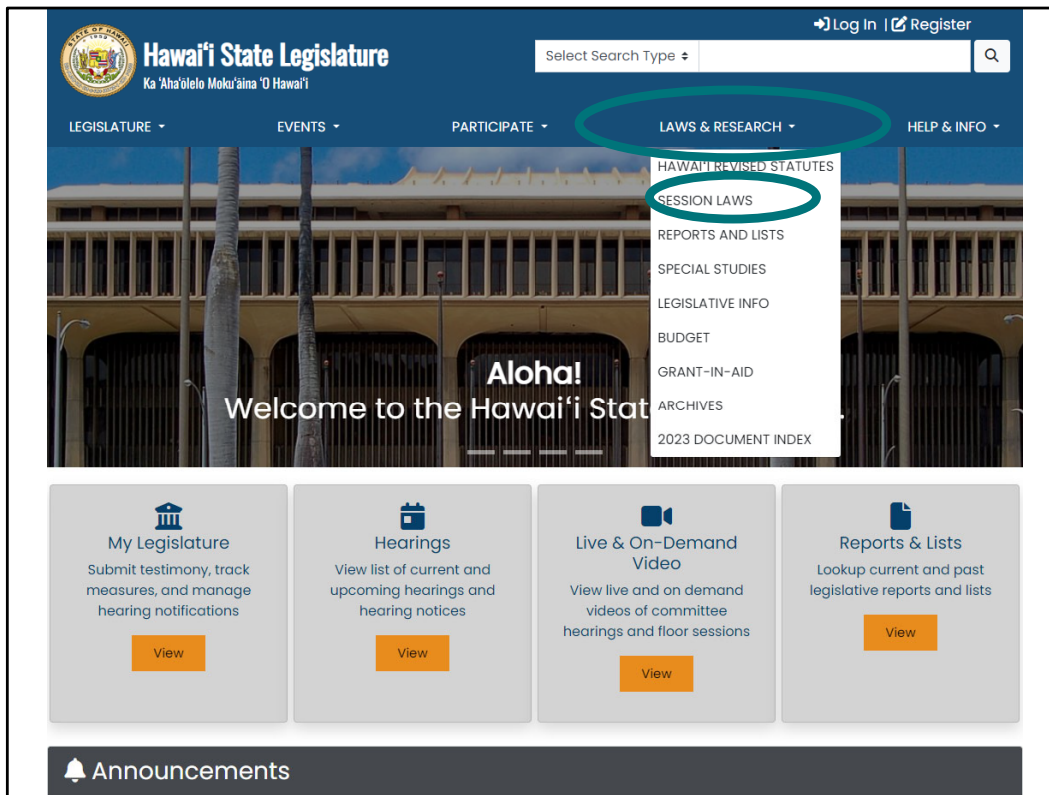 Log In | Register
Hawaiʻi State Legislature
Ka ʻAhaʻōlelo Mokuʻāina ʻO Hawaiʻi
Select Search Type
LEGISLATURE
EVENTS
PARTICIPATE
LAWS & RESEARCH
HELP & INFO
HAWAIʻI REVISED STATUTES
SESSION LAWS
REPORTS AND LISTS
SPECIAL STUDIES
LEGISLATIVE INFO
BUDGET
GRANT-IN-AID
ARCHIVES
2023 DOCUMENT INDEX
Aloha!
Welcome to the Hawaiʻi Stat
My Legislature
Submit testimony, track
measures, and manage
hearing notifications
View
Hearings
View list of current and
upcoming hearings and
hearing notices
View
Live & On-Demand
Video
View live and on demand
videos of committee
hearings and floor sessions
View
Reports & Lists
Lookup current and past
legislative reports and lists
View
Announcements